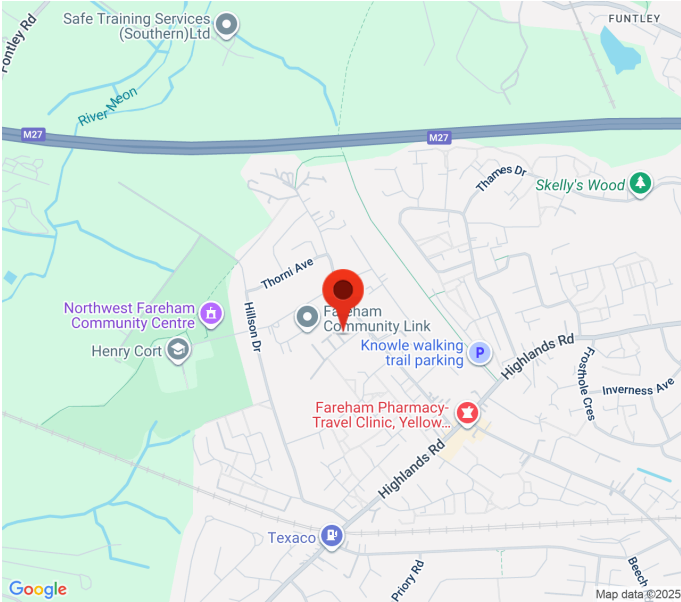 FUNTLEY
Safe Training Services
(Southern)Ltd
Fontley Rd
River Meon
M27
M27
Thames Dr
Skelly's Wood
Thorni Ave
Northwest Fareham
Community Centre
Hillson Dr
Fareham
Community Link
Henry Cort
Knowle walking
trail parking
P
Highlands Rd
Frosthole Cres
Inverness Ave
Fareham Pharmacy-
Travel Clinic, Yellow...
Highlands Rd
Texaco
Priory Rd
Beech
Google
Map data ©2025